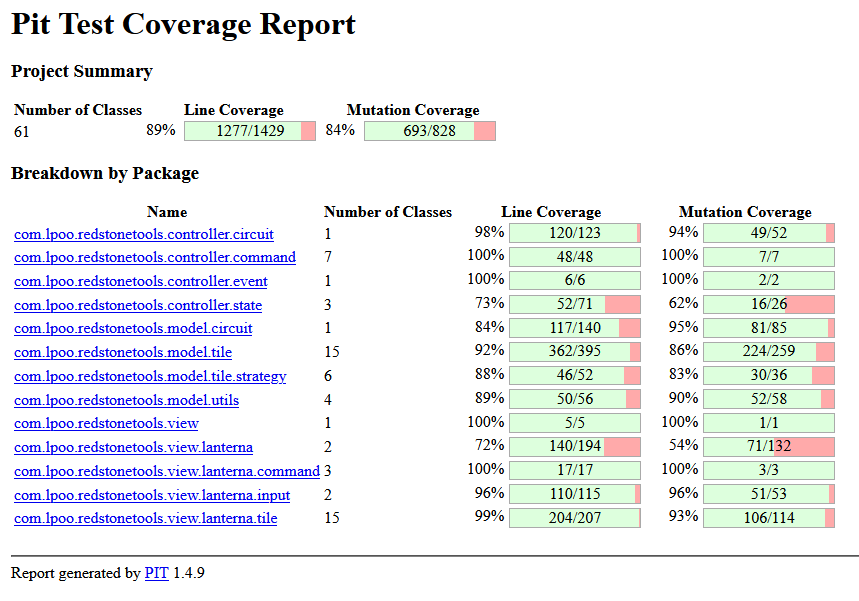 Pit Test Coverage Report
Project Summary
Number of Classes Line Coverage Mutation Coverage
61 89% 1277/1429 84% 693/828
Breakdown by Package
Name Number of Classes Line Coverage Mutation Coverage
com.lpoo.redstonetools.controller.circuit 1 98% 120/123 94% 49/52
com.lpoo.redstonetools.controller.command 7 100% 48/48 100% 7/7
com.lpoo.redstonetools.controller.event 1 100% 6/6 100% 2/2
com.lpoo.redstonetools.controller.state 3 73% 52/71 62% 16/26
com.lpoo.redstonetools.model.circuit 1 84% 117/140 95% 81/85
com.lpoo.redstonetools.model.tile 15 92% 362/395 86% 224/259
com.lpoo.redstonetools.model.tile.strategy 6 88% 46/52 83% 30/36
com.lpoo.redstonetools.model.utils 4 89% 50/56 90% 52/58
com.lpoo.redstonetools.view 1 100% 5/5 100% 1/1
com.lpoo.redstonetools.view.lanterna 2 72% 140/194 54% 71/132
com.lpoo.redstonetools.view.lanterna.command 3 100% 17/17 100% 3/3
com.lpoo.redstonetools.view.lanterna.input 2 96% 110/115 96% 51/53
com.lpoo.redstonetools.view.lanterna.tile 15 99% 204/207 93% 106/114
Report generated by PIT 1.4.9